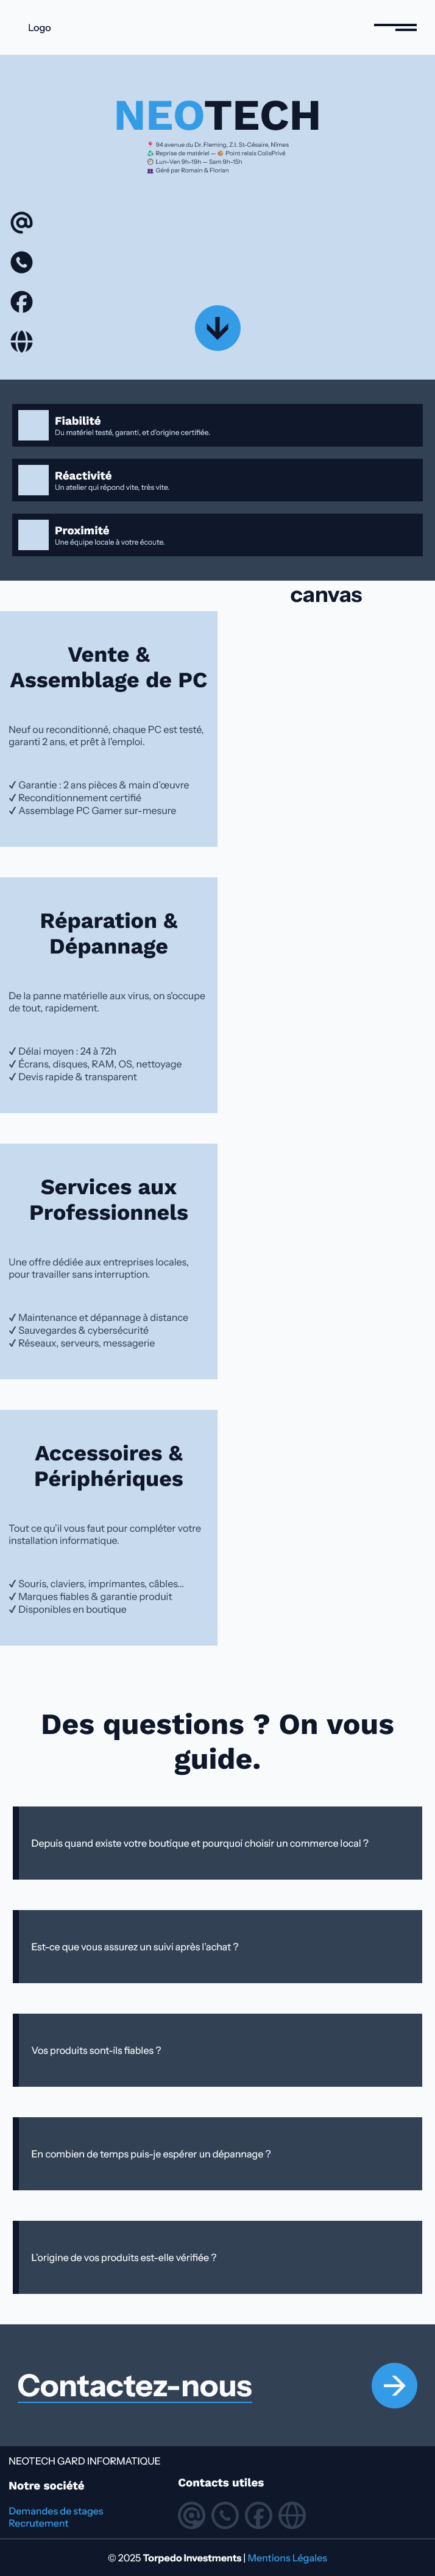 Logo
NEOTECH
📍 94 avenue du Dr. Fleming, Z.I. St-Césaire, Nîmes
♻️ Reprise de matériel — 📦 Point relais ColisPrivé
🕘 Lun–Ven 9h–19h — Sam 9h–15h
👥 Géré par Romain & Florian
Fiabilité
Du matériel testé, garanti, et d'origine certifiée.
Réactivité
Un atelier qui répond vite, très vite.
Proximité
Une équipe locale à votre écoute.
canvas
Vente &
Assemblage de PC
Neuf ou reconditionné, chaque PC est testé,
garanti 2 ans, et prêt à l'emploi.
✓ Garantie : 2 ans pièces & main d'œuvre
✓ Reconditionnement certifié
✓ Assemblage PC Gamer sur-mesure
Réparation &
Dépannage
De la panne matérielle aux virus, on s'occupe
de tout, rapidement.
✓ Délai moyen : 24 à 72h
✓ Écrans, disques, RAM, OS, nettoyage
✓ Devis rapide & transparent
Services aux
Professionnels
Une offre dédiée aux entreprises locales,
pour travailler sans interruption.
✓ Maintenance et dépannage à distance
✓ Sauvegardes & cybersécurité
✓ Réseaux, serveurs, messagerie
Accessoires &
Périphériques
Tout ce qu'il vous faut pour compléter votre
installation informatique.
✓ Souris, claviers, imprimantes, câbles…
✓ Marques fiables & garantie produit
✓ Disponibles en boutique
Des questions ? On vous
guide.
Depuis quand existe votre boutique et pourquoi choisir un commerce local ?
Est-ce que vous assurez un suivi après l'achat ?
Vos produits sont-ils fiables ?
En combien de temps puis-je espérer un dépannage ?
L'origine de vos produits est-elle vérifiée ?
Contactez-nous
NEOTECH GARD INFORMATIQUE
Notre société
Demandes de stages
Recrutement
Contacts utiles
© 2025 Torpedo Investments | Mentions Légales